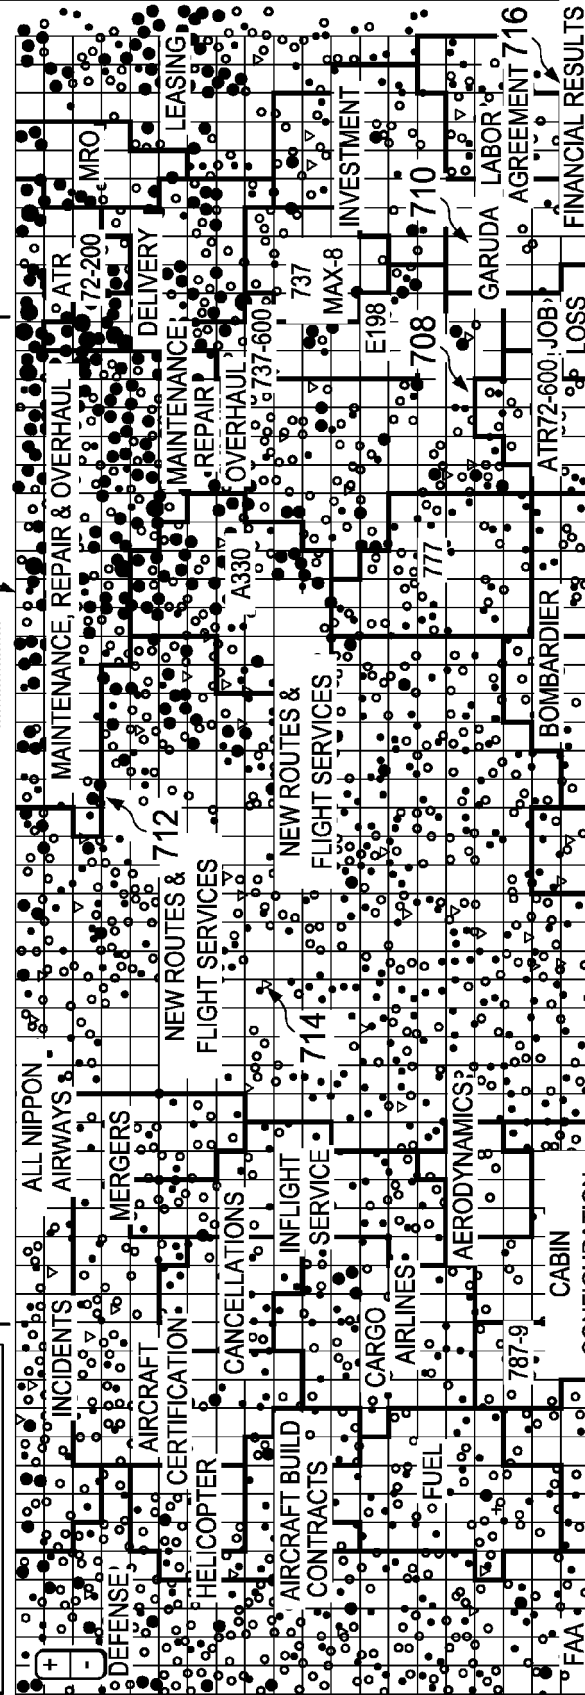 +
-
DEFENSE
INCIDENTS
ALL NIPPON
AIRWAYS
MAINTENANCE, REPAIR & OVERHAUL
ATR
72-200
MRO
LEASING
AIRCRAFT
CERTIFICATION
MERGERS
NEW ROUTES &
FLIGHT SERVICES
712
DELIVERY
MAINTENANCE
REPAIR
OVERHAUL
HELICOPTER
CANCELLATIONS
A330
737-600
AIRCRAFT BUILD
CONTRACTS
INFLIGHT
SERVICE
714
NEW ROUTES &
FLIGHT SERVICES
737
MAX-8
INVESTMENT
CARGO
AIRLINES
E198
FUEL
777
708
710
AERODYNAMICS
GARUDA
LABOR
AGREEMENT
716
787-9
BOMBARDIER
ATR72-600
JOB
LOSS
FAA
CABIN
CONFIGURATION
FINANCIAL RESULTS